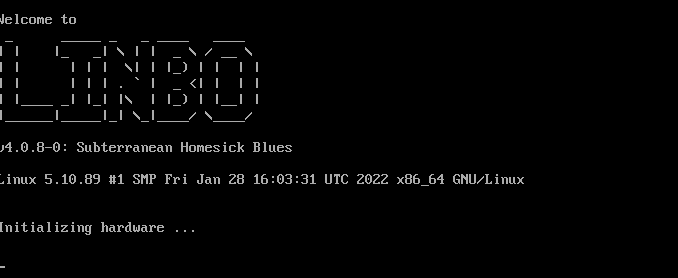 Welcome to
LINBO
v4.0.8-0: Subterranean Homesick Blues
Linux 5.10.89 #1 SMP Fri Jan 28 16:03:31 UTC 2022 x86_64 GNU/Linux
Initializing hardware ...